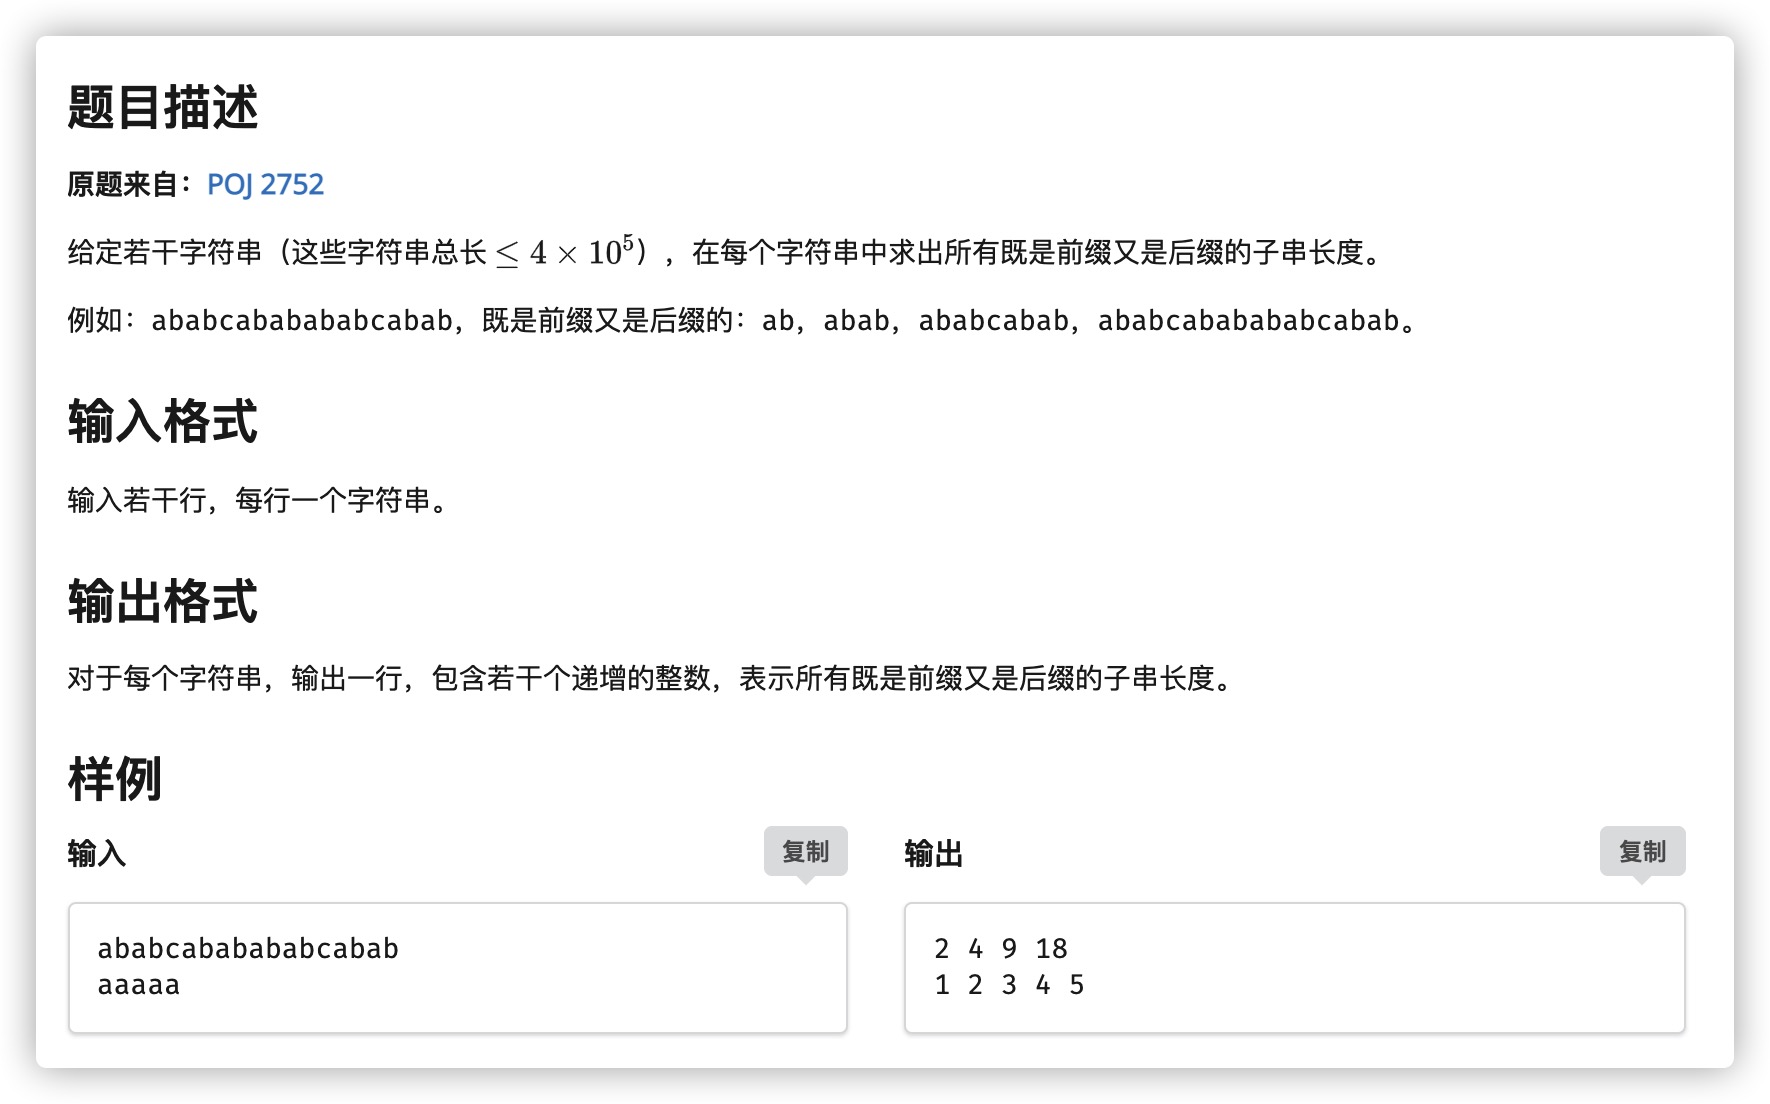 题目描述
原题来自：POJ 2752
给定若干字符串（这些字符串总长 ≤ 4 × 10⁵），在每个字符串中求出所有既是前缀又是后缀的子串长度。
例如：ababcababababcabab，既是前缀又是后缀的：ab，abab，ababcabab，ababcababababcabab。
输入格式
输入若干行，每行一个字符串。
输出格式
对于每个字符串，输出一行，包含若干个递增的整数，表示所有既是前缀又是后缀的子串长度。
样例
输入 复制
ababcababababcabab
aaaaa
输出 复制
2 4 9 18
1 2 3 4 5